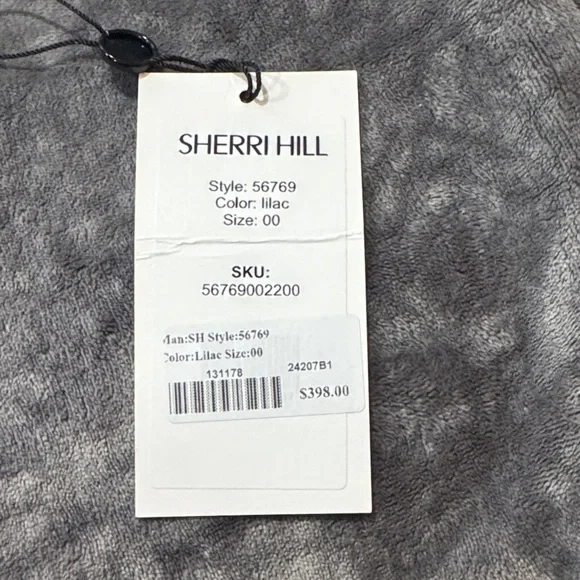 SHERRI HILL
Style: 56769
Color: lilac
Size: 00
SKU:
56769002200
Man:SH Style:56769
Color:Lilac Size:00
131178 24207B1
$398.00